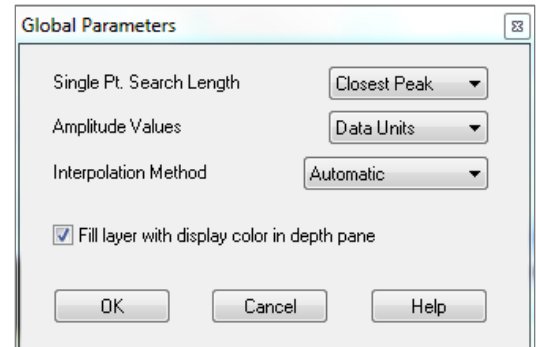 Global Parameters
Single Pt. Search Length Closest Peak
Amplitude Values Data Units
Interpolation Method Automatic
Fill layer with display color in depth pane
OK Cancel Help